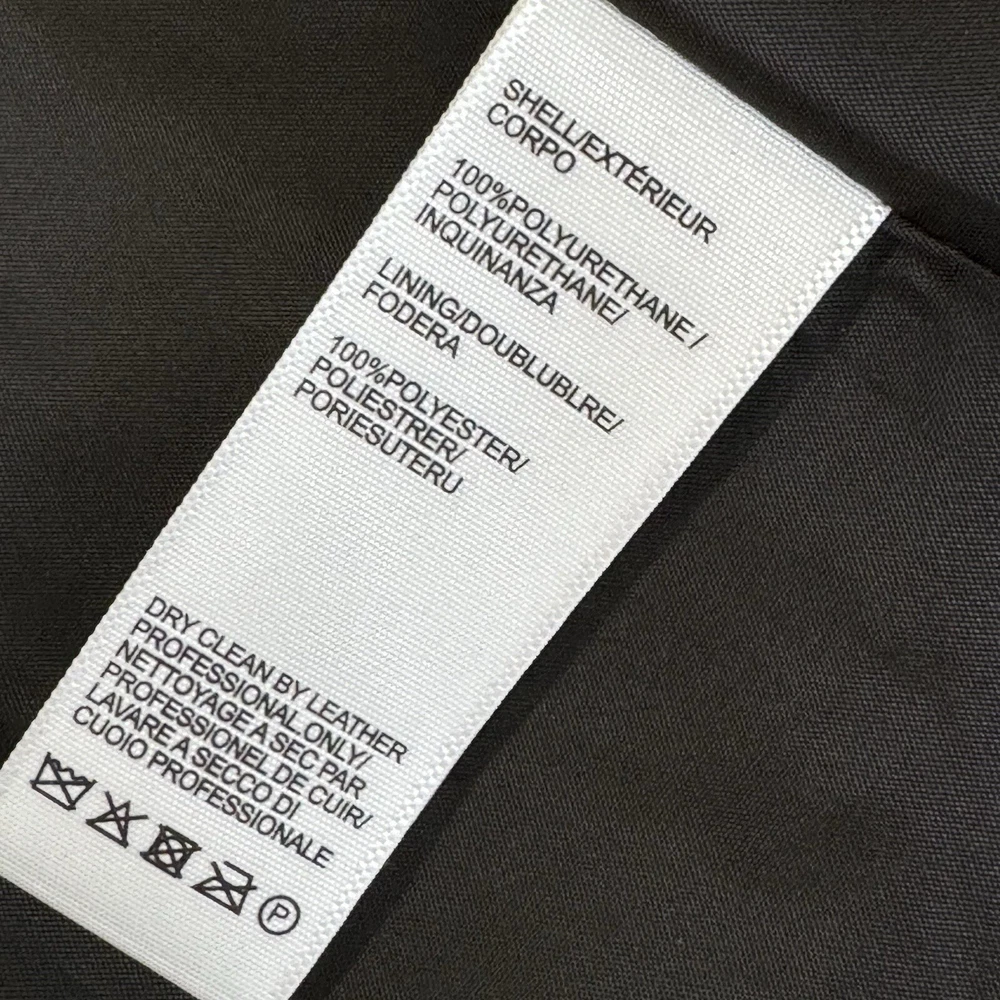 SHELL/EXTÉRIEUR
CORPO
100%POLYURETHANE /
POLYURETHANE/
INQUINANZA
LINING/DOUBLUBLRE/
FODERA
100%POLYESTER/
POLIESTRER/
PORIESUTERU
DRY CLEAN BY LEATHER
PROFESSIONAL ONLY/
NETTOYAGE A SEC PAR
PROFESSIONEL DE CUIR/
LAVARE A SECCO DI
CUOIO PROFESSIONALE
P